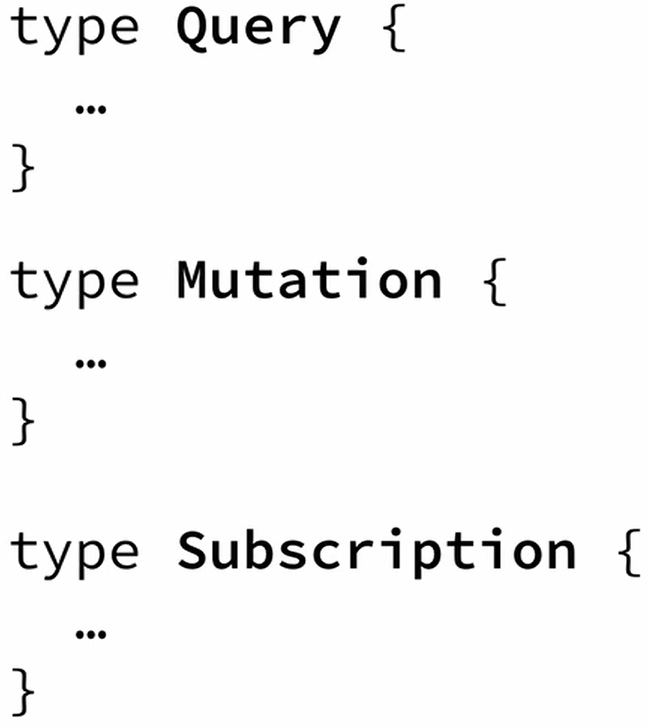 type Query {
…
}
type Mutation {
…
}
type Subscription {
…
}